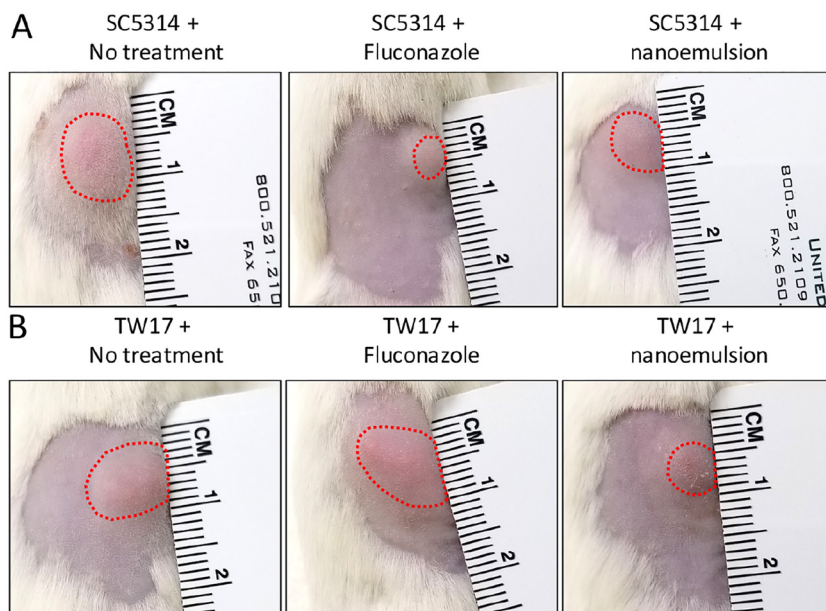 A
SC5314 +
No treatment
SC5314 +
Fluconazole
SC5314 +
nanoemulsion
CM
1
2
800.521.210
FAX 65
CM
1
2
CM
1
2
800.521.2109
FAX 650.
UNITED
B
TW17 +
No treatment
TW17 +
Fluconazole
TW17 +
nanoemulsion
CM
1
2
CM
1
2
CM
1
2